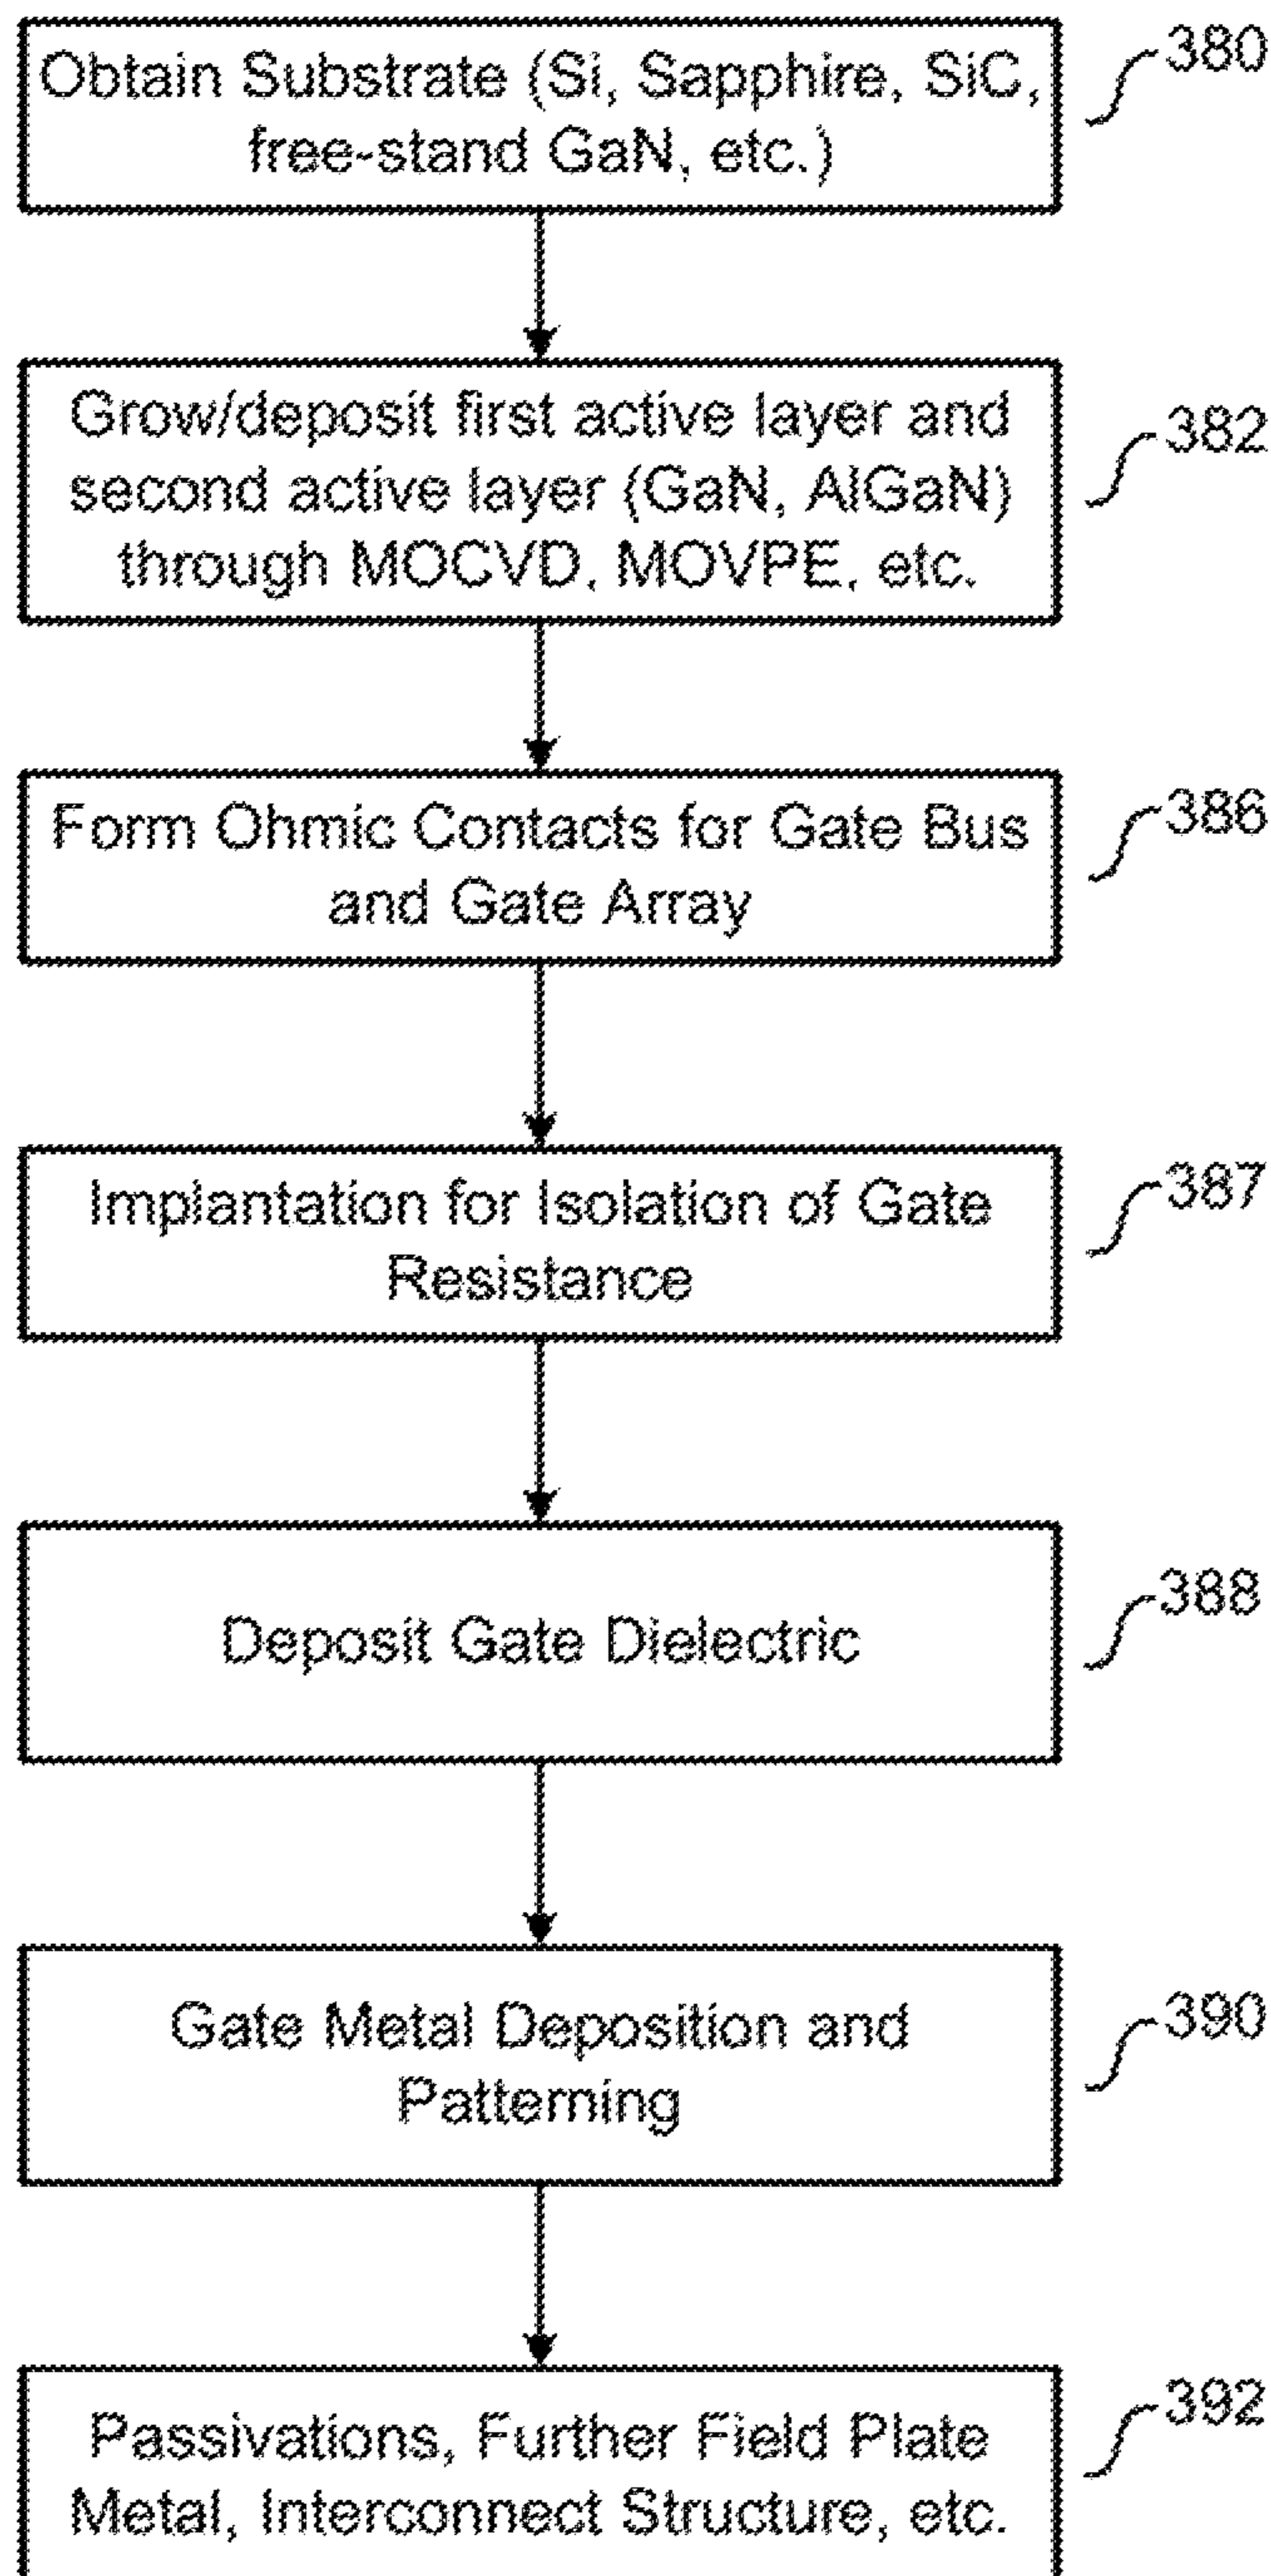 Obtain Substrate (Si, Sapphire, SiC,
free-stand GaN, etc.)
380
Grow/deposit first active layer and
second active layer (GaN, AlGaN)
through MOCVD, MOVPE, etc.
382
Form Ohmic Contacts for Gate Bus
and Gate Array
386
Implantation for Isolation of Gate
Resistance
387
Deposit Gate Dielectric
388
Gate Metal Deposition and
Patterning
390
Passivations, Further Field Plate
Metal, Interconnect Structure, etc.
392